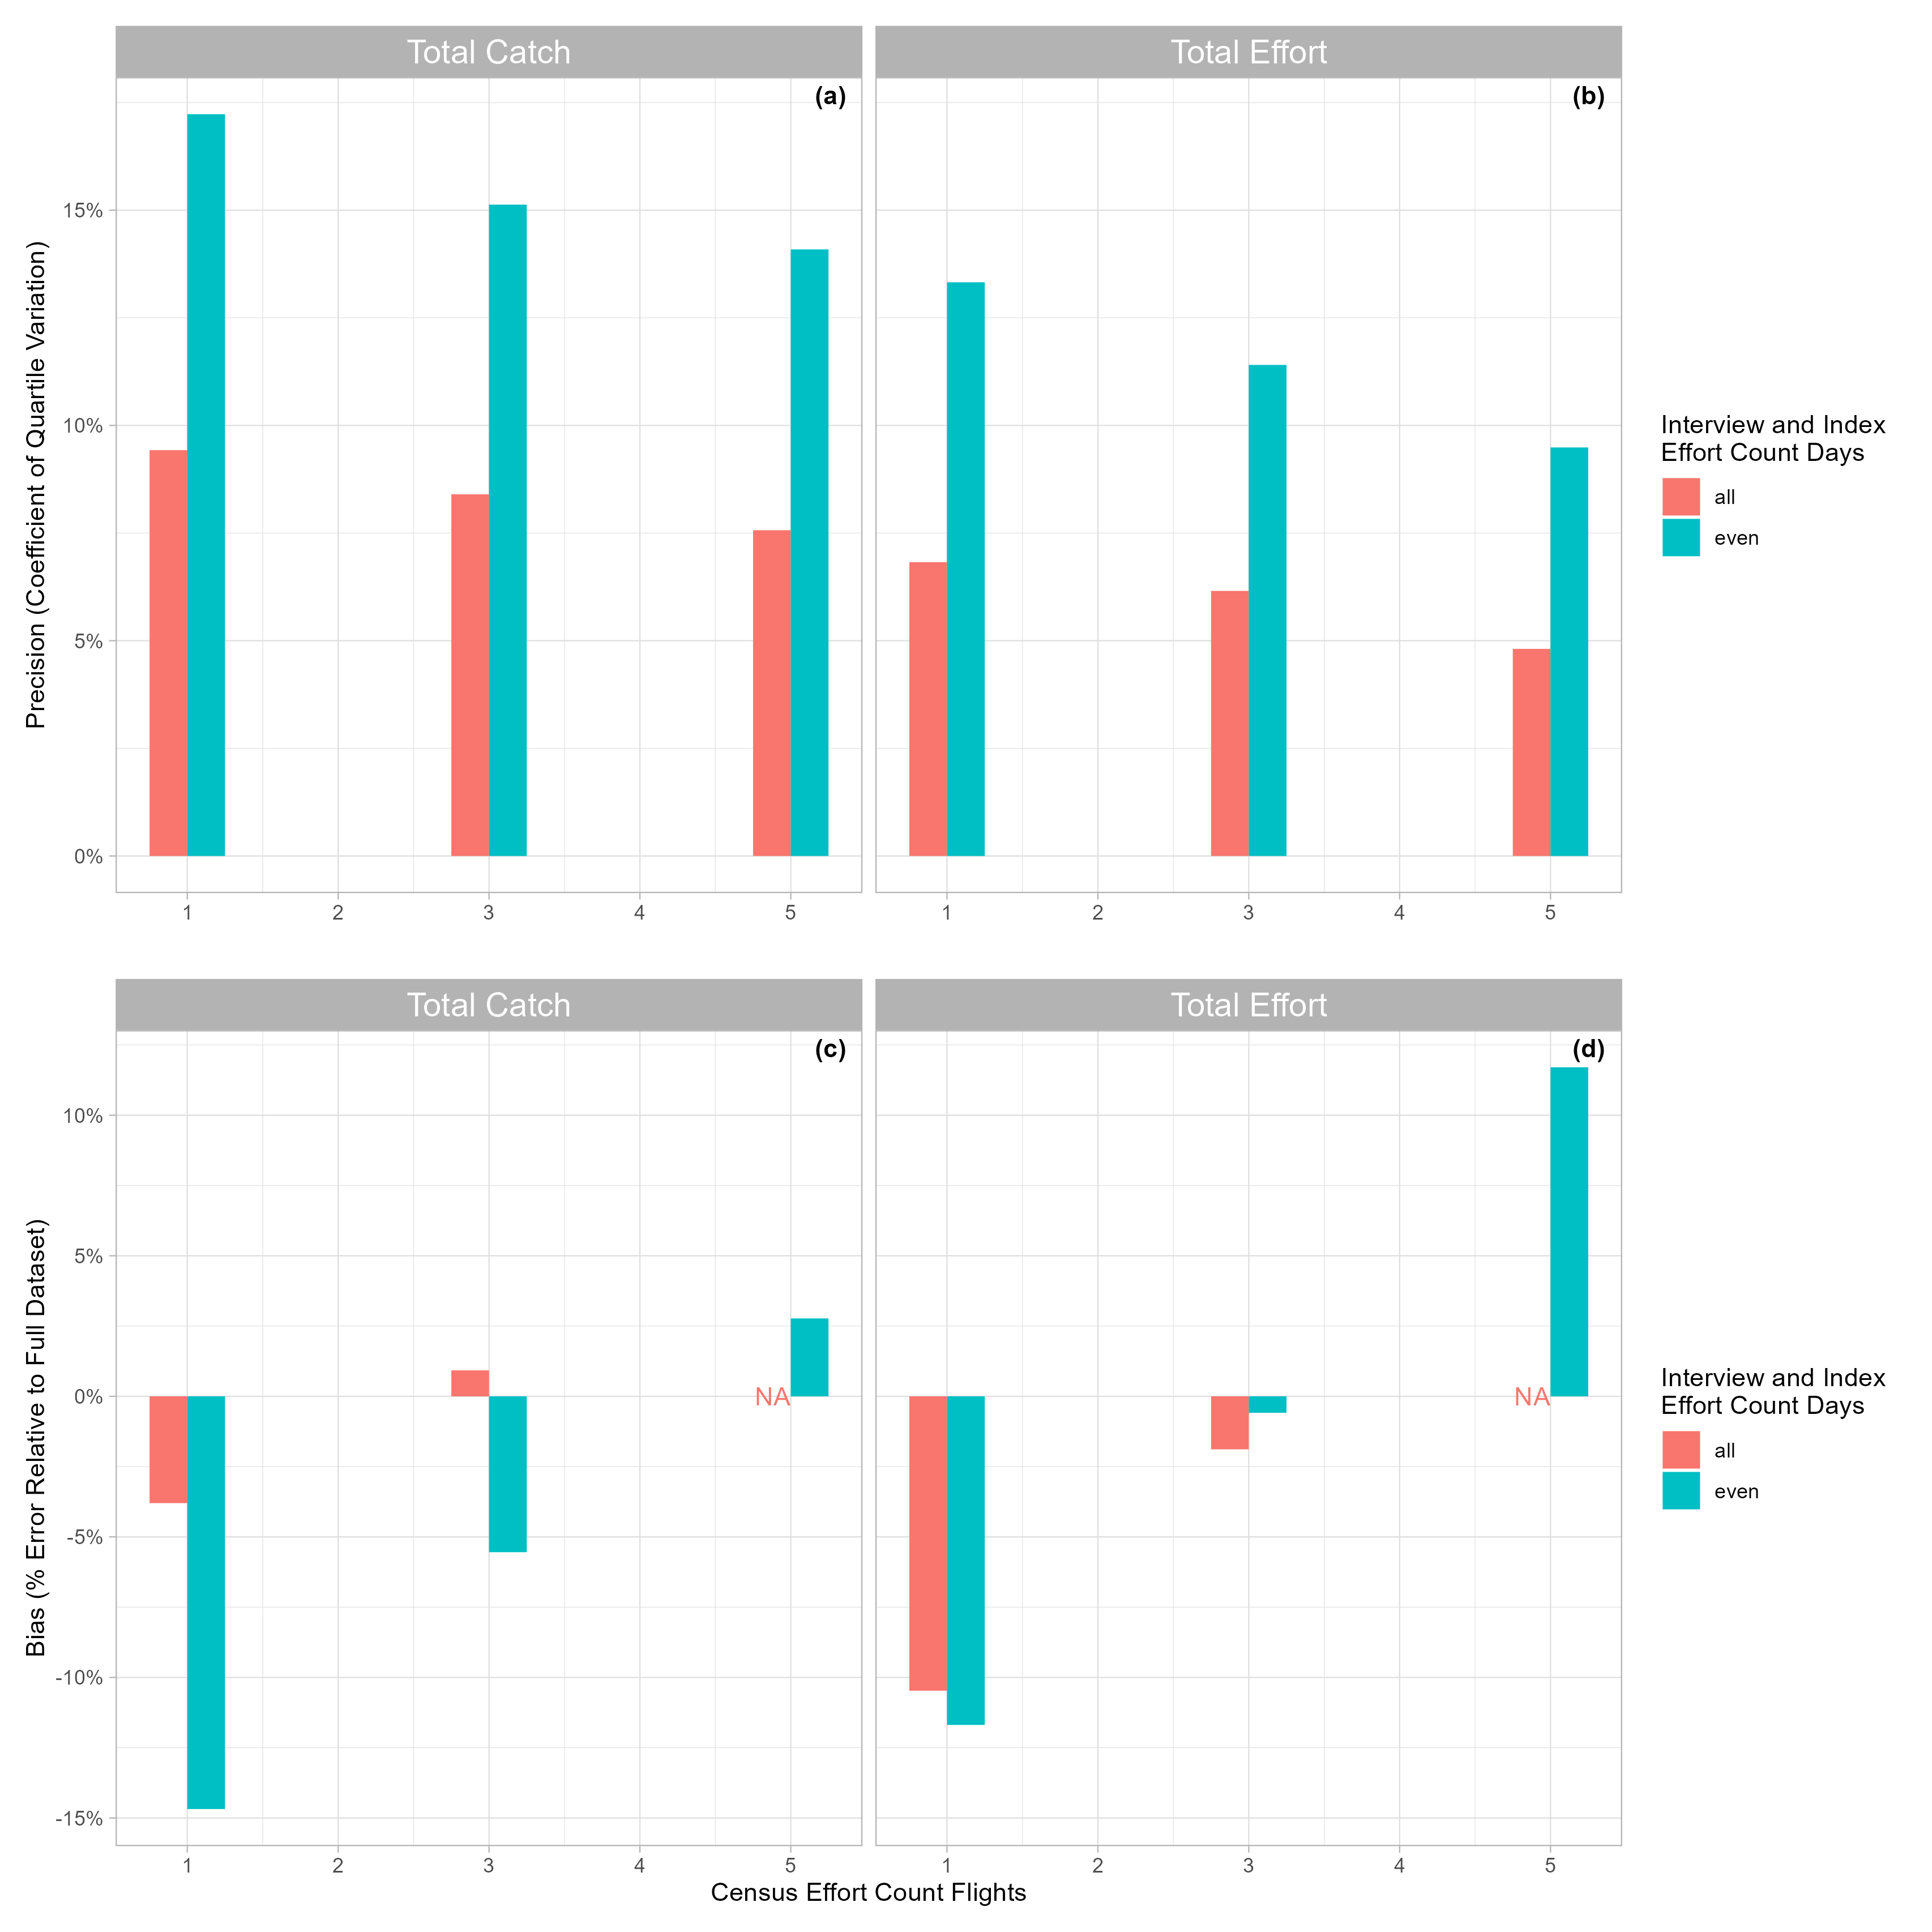 Total Catch
Total Effort
(a)
(b)
15%
10%
5%
0%
Precision (Coefficient of Quartile Variation)
1 2 3 4 5
1 2 3 4 5
Interview and Index
Effort Count Days
all
even
Total Catch
Total Effort
(c)
(d)
10%
5%
0%
-5%
-10%
-15%
NA
NA
Bias (% Error Relative to Full Dataset)
1 2 3 4 5
1 2 3 4 5
Census Effort Count Flights
Interview and Index
Effort Count Days
all
even